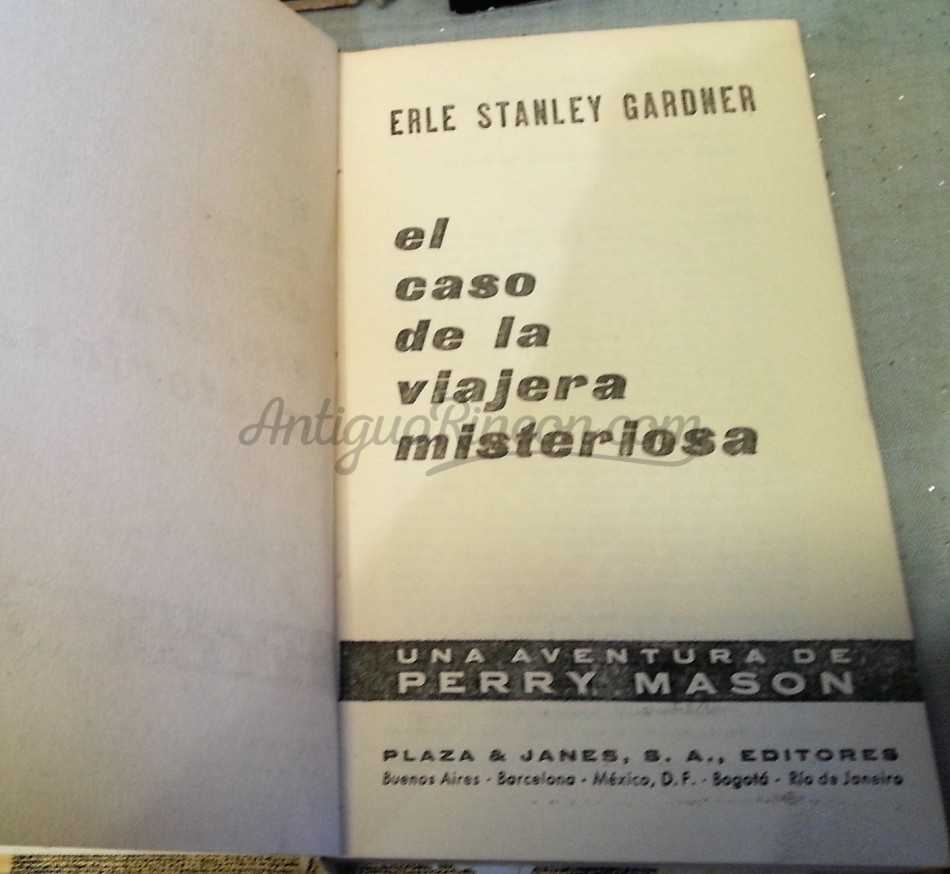 ERLE STANLEY GARDNER
el
caso
de la
viajera
misteriosa
AntiguoRincon.com
UNA AVENTURA DE
PERRY MASON
PLAZA & JANES, S. A., EDITORES
Buenos Aires - Barcelona - México, D. F. - Bogotá - Río de Janeiro